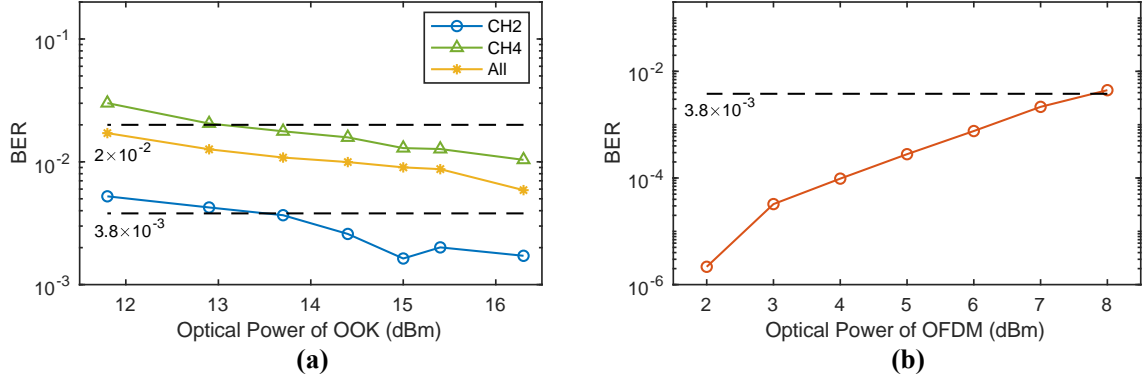 10⁻¹
10⁻²
10⁻³
BER
CH2
CH4
All
2×10⁻²
3.8×10⁻³
12 13 14 15 16
Optical Power of OOK (dBm)
(a)
10⁻²
10⁻⁴
10⁻⁶
BER
3.8×10⁻³
2 3 4 5 6 7 8
Optical Power of OFDM (dBm)
(b)